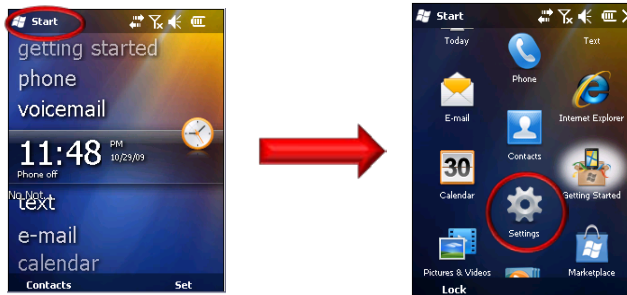 Start
getting started
phone
voicemail
11:48 PM
10/29/09
Phone off
No Not
text
e-mail
calendar
Contacts Set
Start
Today Text
Phone
E-mail Internet Explorer
Contacts
30
Calendar Getting Started
Settings
Pictures & Videos Marketplace
Lock